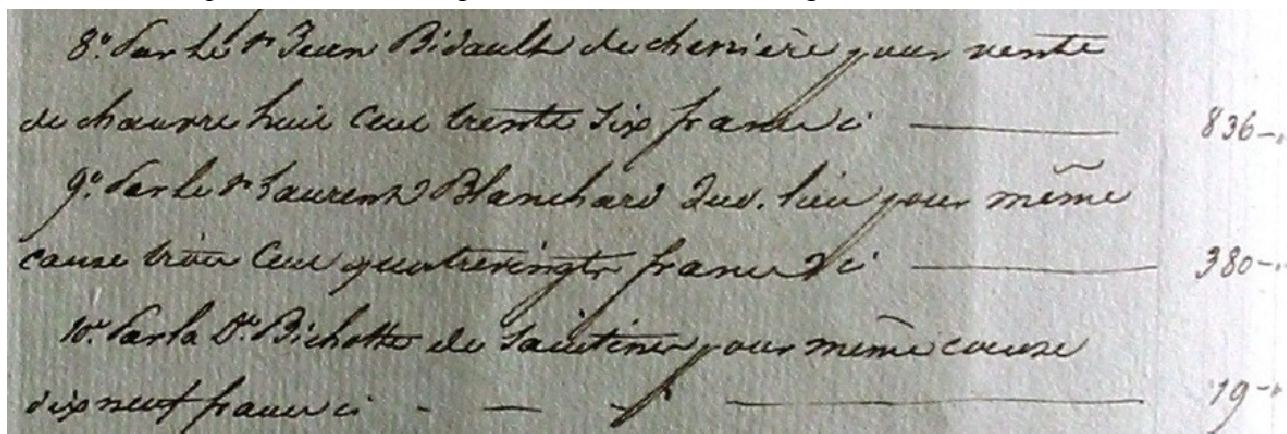 8° Par le Sr Jean Bidault de chenière pour vente
de chanvre huit cent trente six francs ci 836-,
9° Par le Sr Laurent Blanchard dud. lieu pour même
cause trois cent quatrevingts francs ci 380-,
10° Par la De Bichotte de pour même cause
dix neuf francs ci 19-,